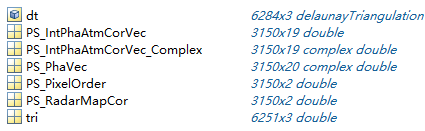 dt 6284x3 delaunayTriangulation
PS_IntPhaAtmCorVec 3150x19 double
PS_IntPhaAtmCorVec_Complex 3150x19 complex double
PS_PhaVec 3150x20 complex double
PS_PixelOrder 3150x2 double
PS_RadarMapCor 3150x2 double
tri 6251x3 double